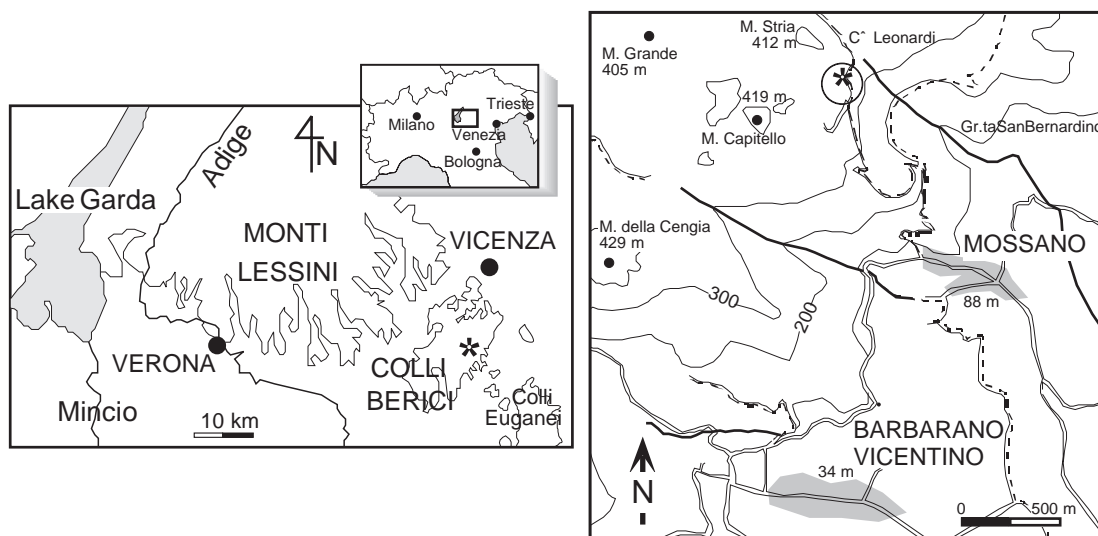 Milano
Trieste
Veneza
Bologna
N
Adige
Lake Garda
MONTI
LESSINI
VICENZA
VERONA
COLLI
BERICI
Mincio
10 km
Colli
Euganei
M. Stria
412 m
Cˆ Leonardi
M. Grande
405 m
419 m
M. Capitello
Gr.taSanBernardino
M. della Cengia
429 m
MOSSANO
88 m
300
200
BARBARANO
VICENTINO
34 m
N
0 500 m